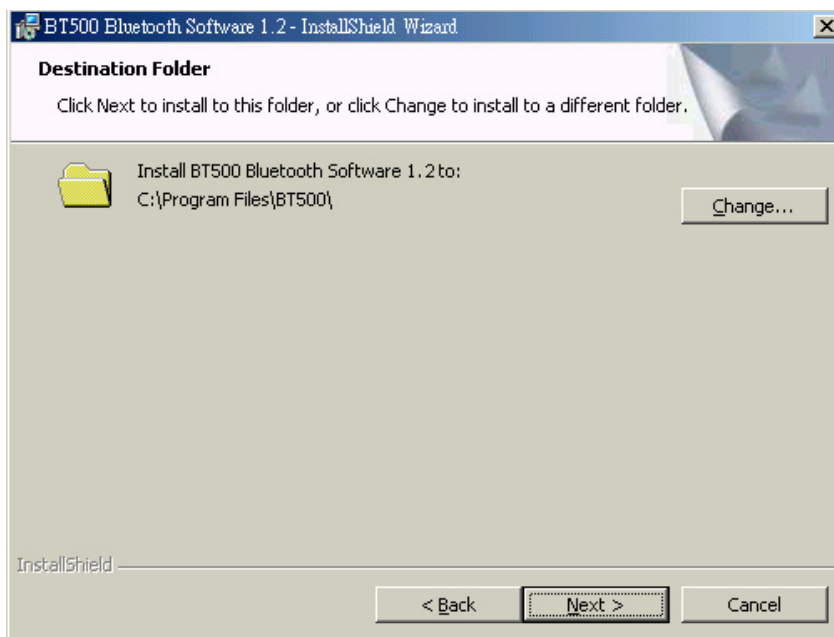 BT500 Bluetooth Software 1.2 - InstallShield Wizard
Destination Folder
Click Next to install to this folder, or click Change to install to a different folder.
Install BT500 Bluetooth Software 1.2 to:
C:\Program Files\BT500\
Change...
InstallShield
< Back
Next >
Cancel